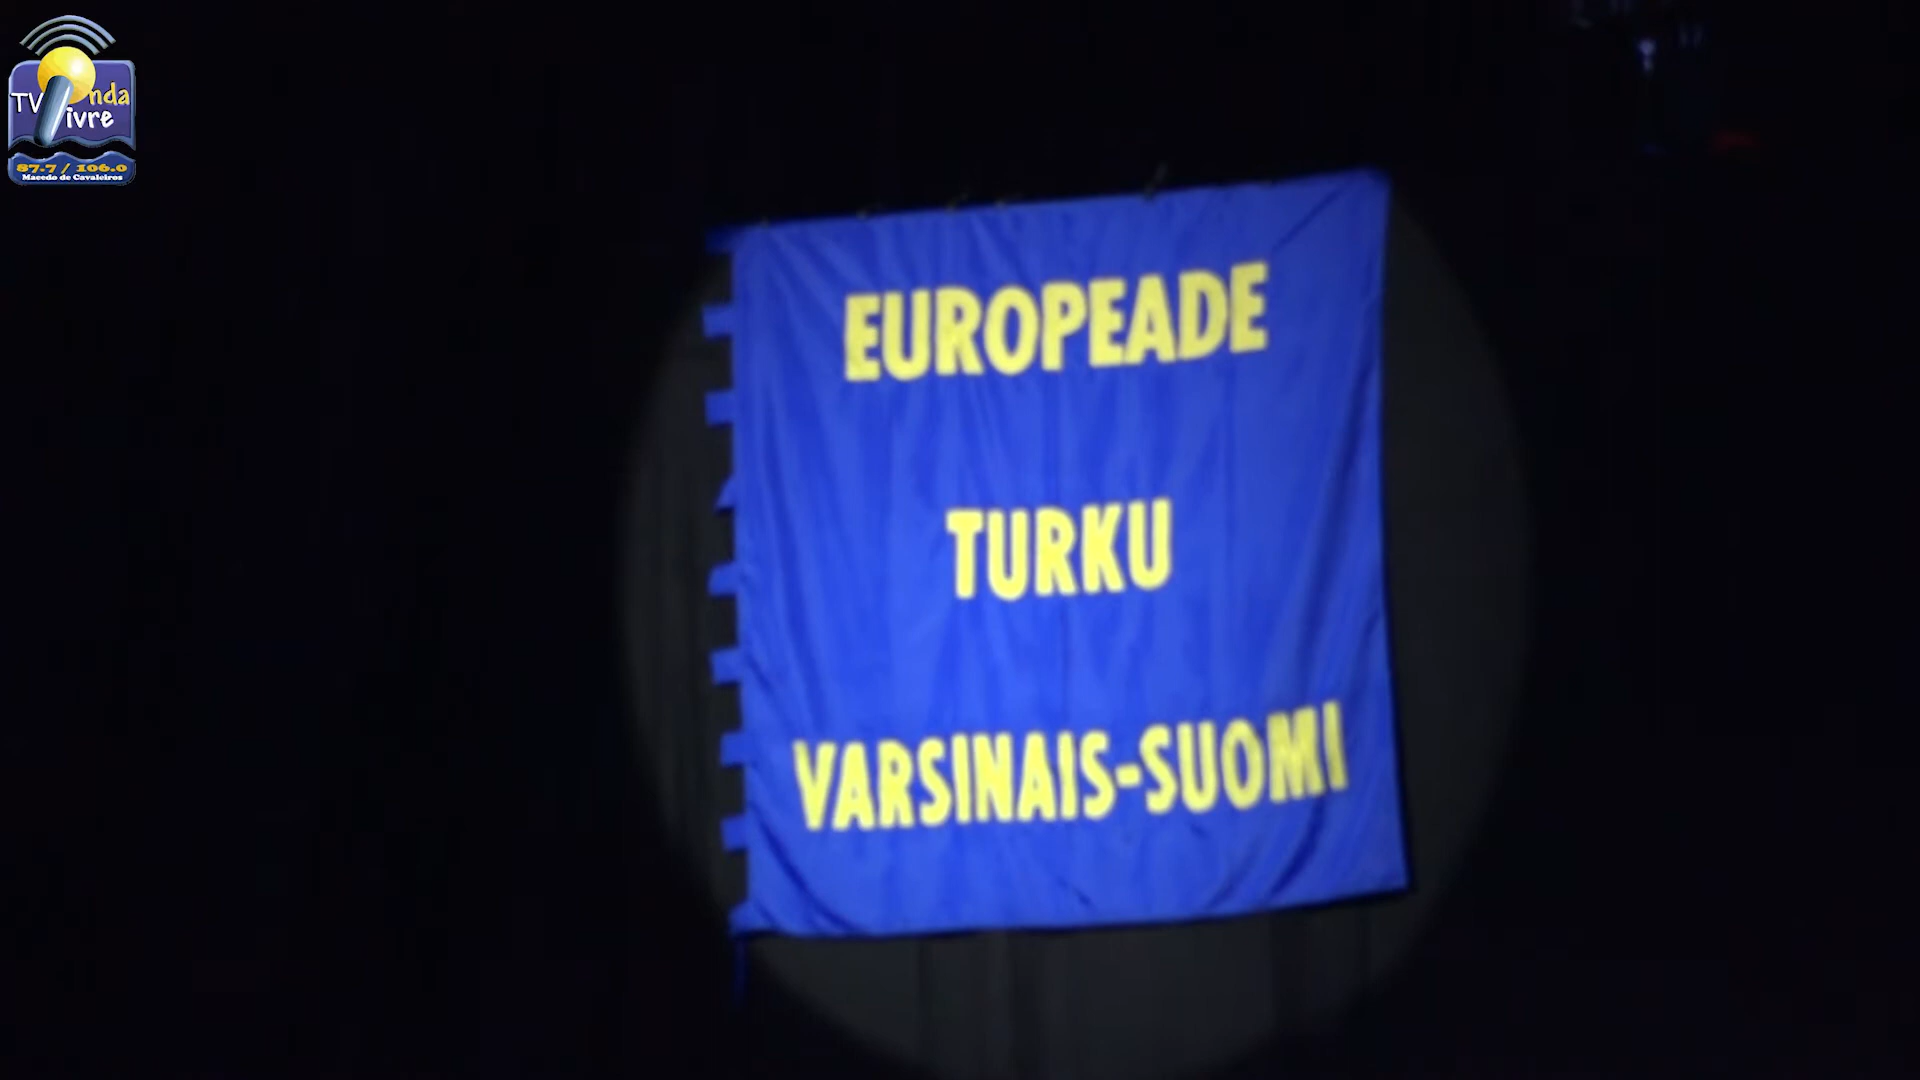 TV Onda
Livre
87.7 / 106.0
Macedo de Cavaleiros
EUROPEADE
TURKU
VARSINAIS-SUOMI